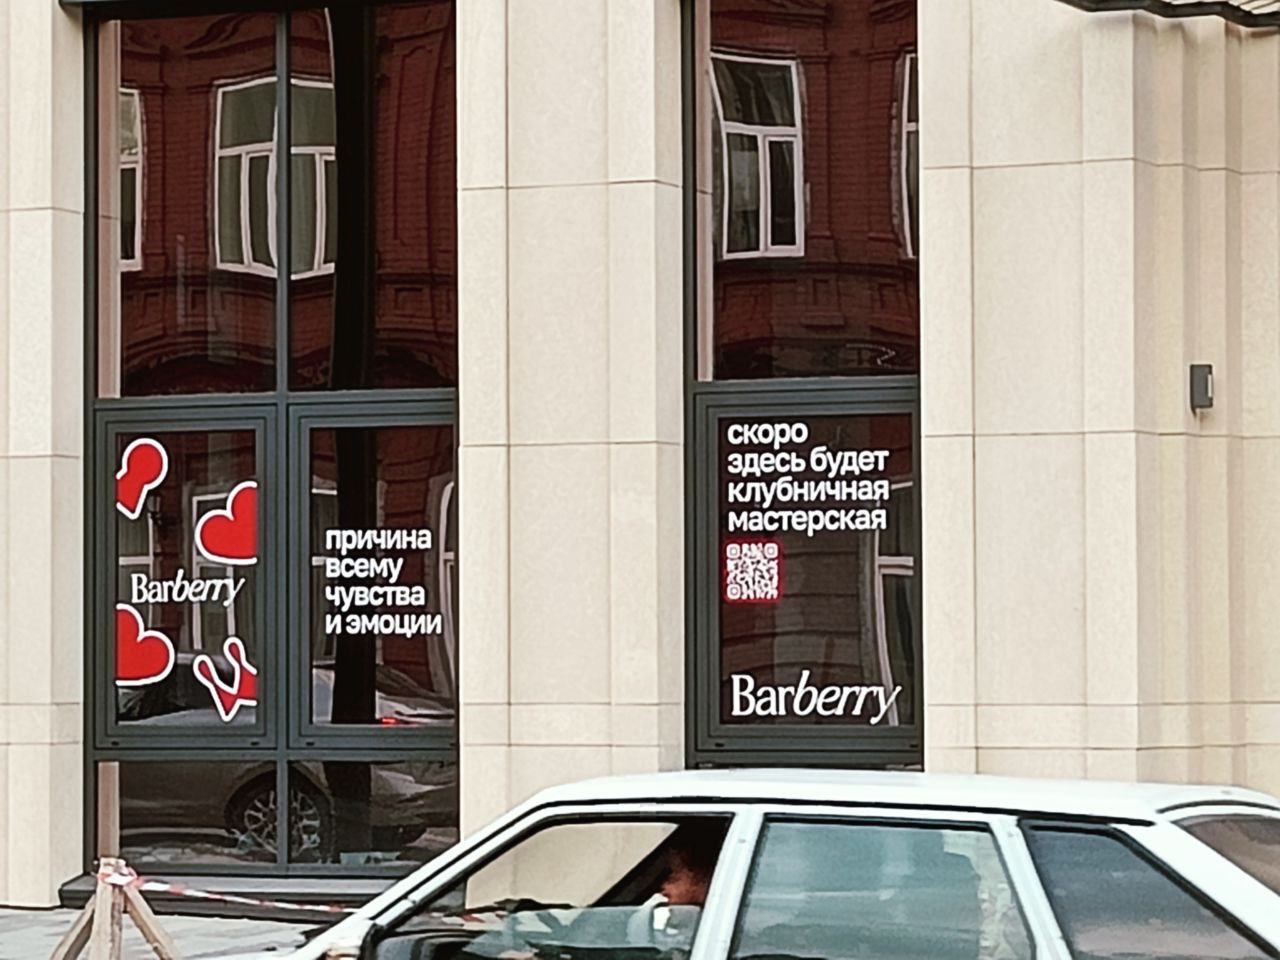 Barberry
причина
всему
чувства
и эмоции
скоро
здесь будет
клубничная
мастерская
Barberry